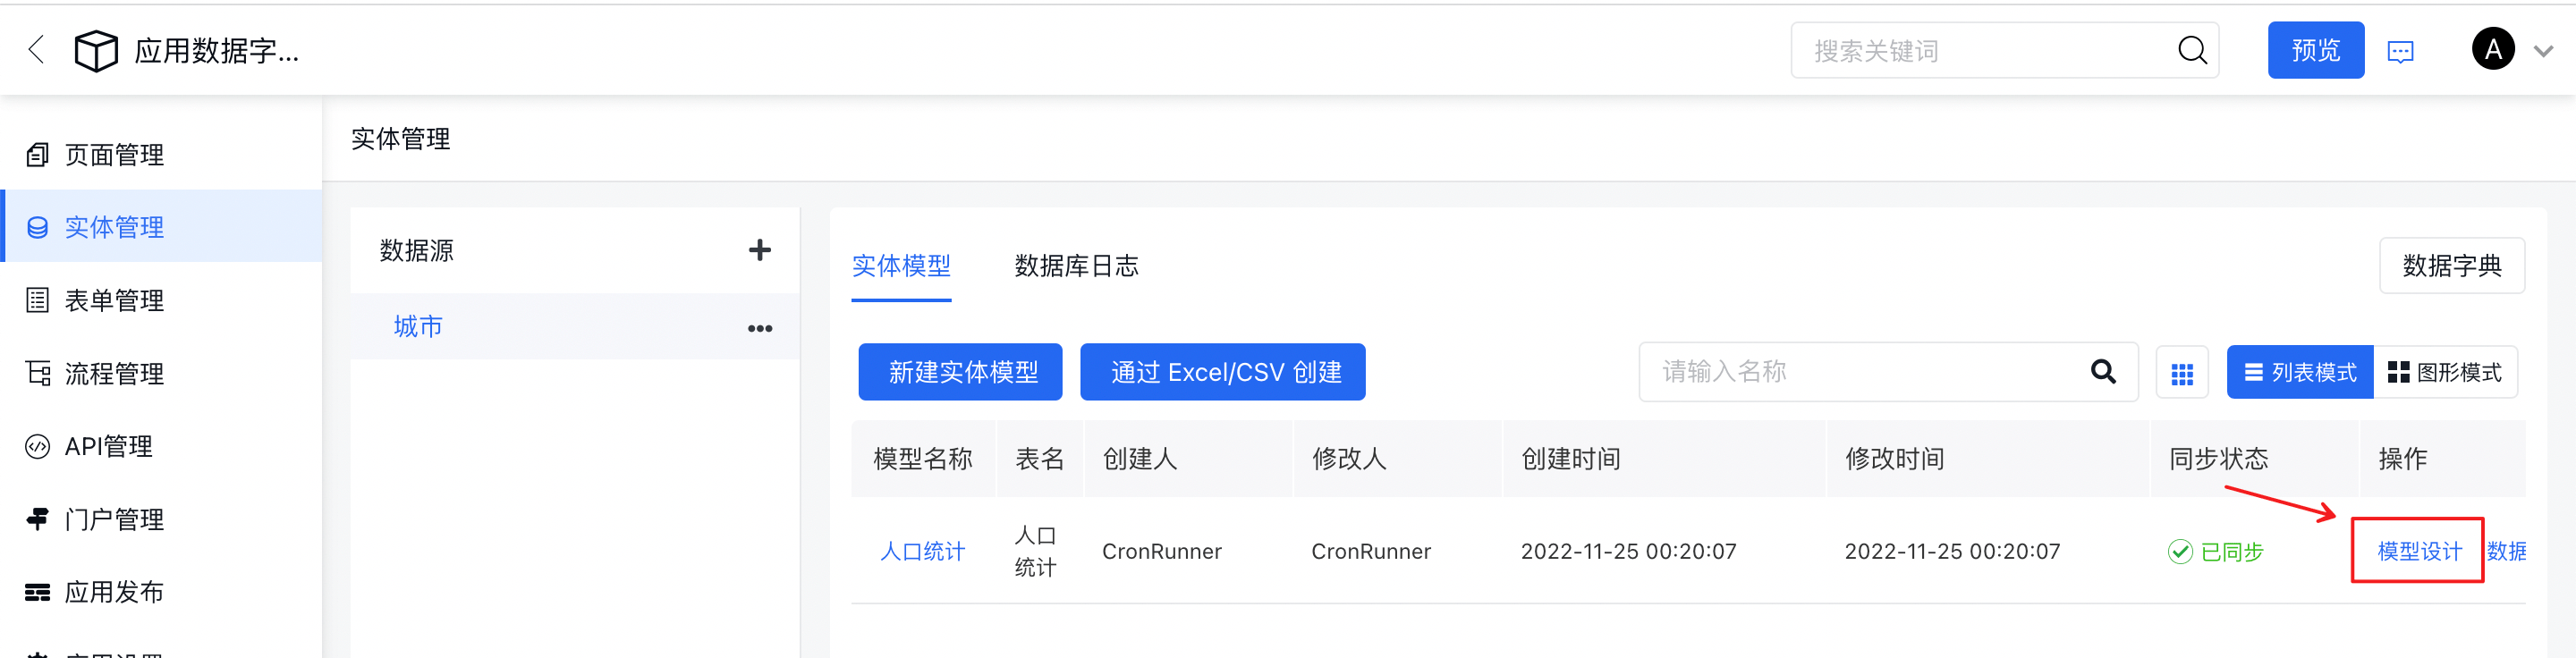 应用数据字...
搜索关键词
预览
A
页面管理
实体管理
表单管理
流程管理
API管理
门户管理
应用发布
实体管理
数据源
城市
实体模型
数据库日志
数据字典
新建实体模型
通过 Excel/CSV 创建
请输入名称
列表模式
图形模式
模型名称 表名 创建人 修改人 创建时间 修改时间 同步状态 操作
人口统计 人口 CronRunner CronRunner 2022-11-25 00:20:07 2022-11-25 00:20:07 已同步 模型设计 数据
统计